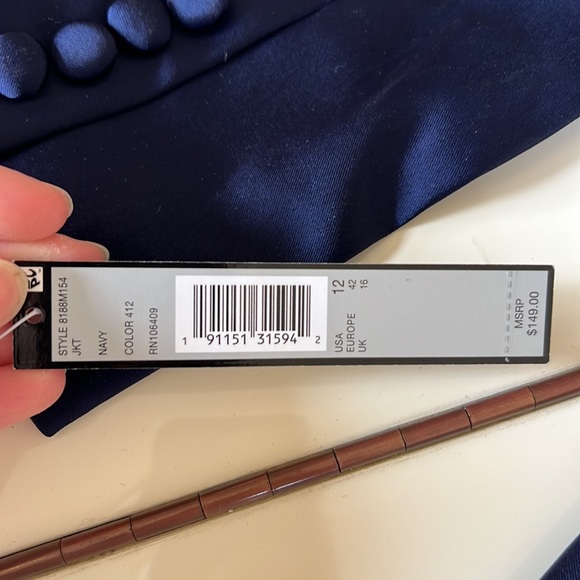 STYLE 8188M154
JKT
NAVY
COLOR 412
RN106409
1 91151 31594 2
USA 12
EUROPE 42
UK 16
MSRP
$149.00